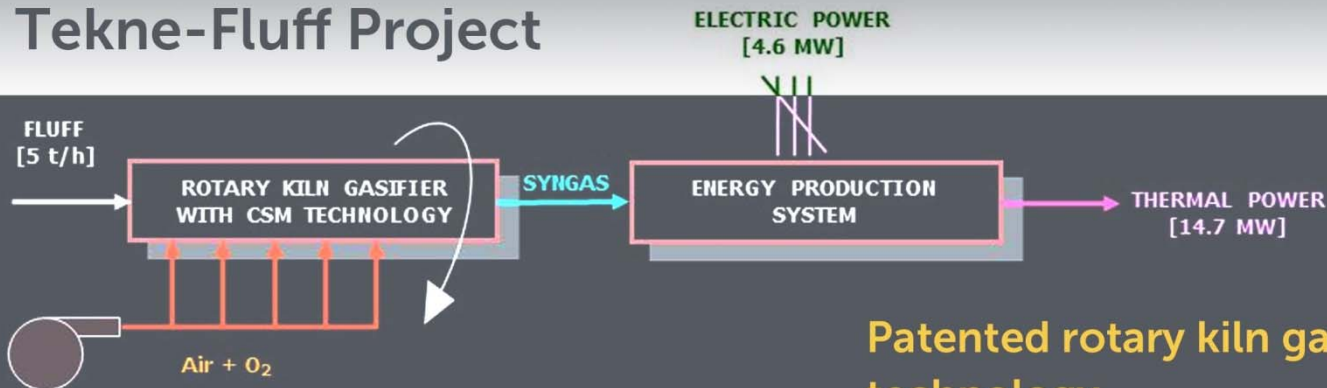 Tekne-Fluff Project
ELECTRIC POWER
[4.6 MW]
FLUFF
[5 t/h]
ROTARY KILN GASIFIER
WITH CSM TECHNOLOGY
SYNGAS
ENERGY PRODUCTION
SYSTEM
THERMAL POWER
[14.7 MW]
Air + O₂
Patented rotary kiln ga